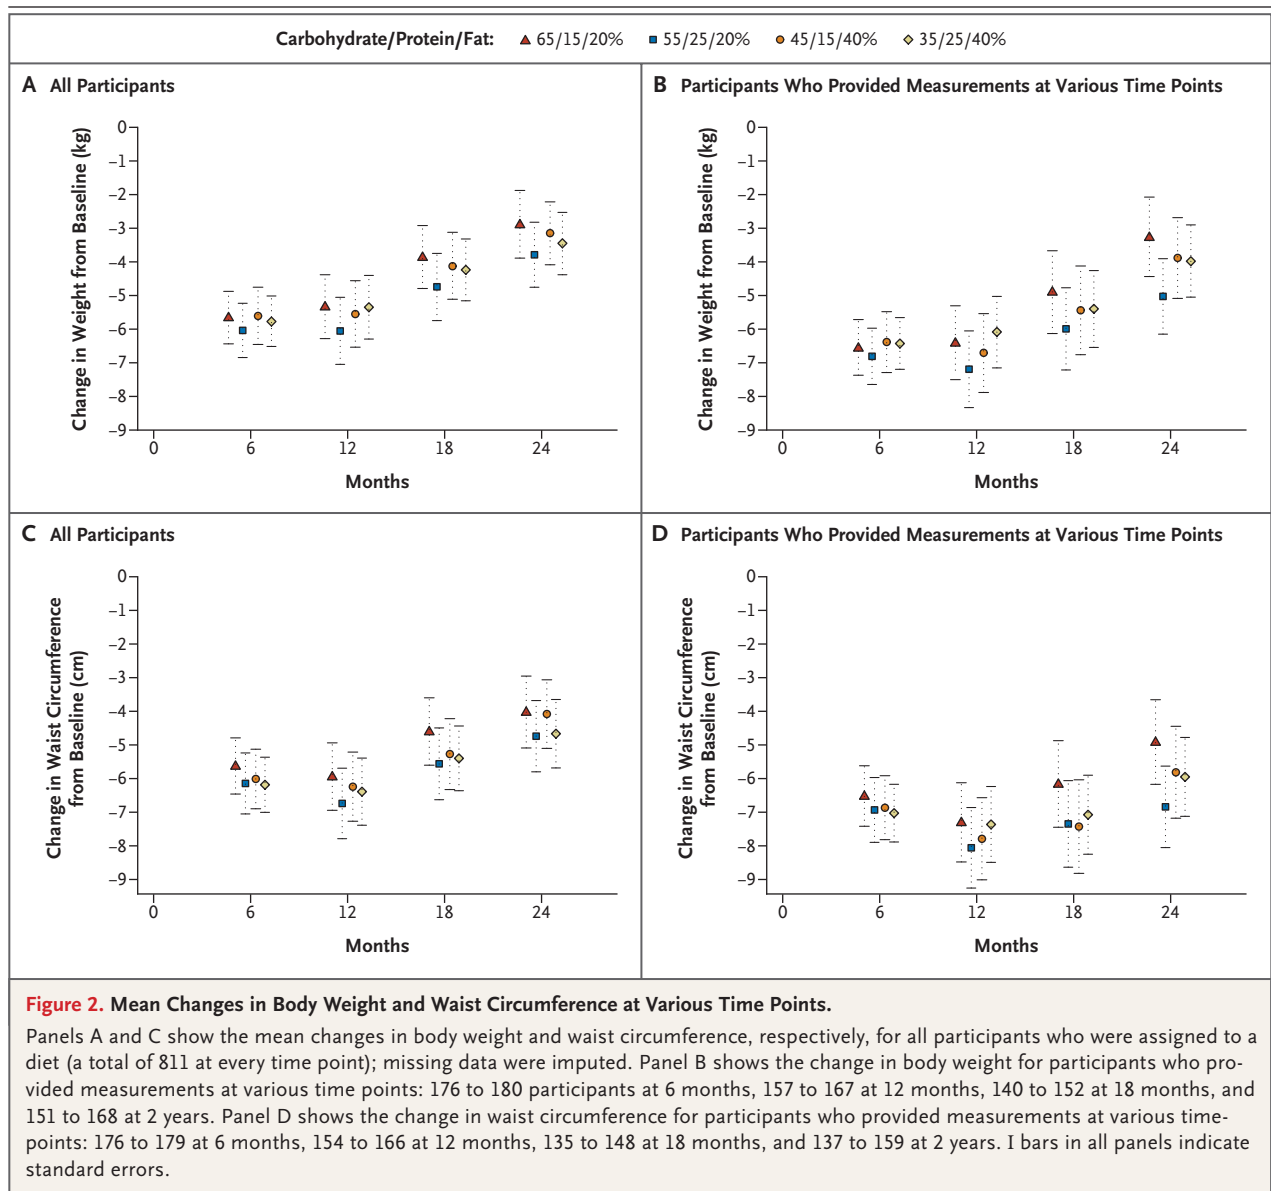 Carbohydrate/Protein/Fat: 65/15/20% 55/25/20% 45/15/40% 35/25/40%
A All Participants
Change in Weight from Baseline (kg)
0
–1
–2
–3
–4
–5
–6
–7
–8
–9
0 6 12 18 24
Months
B Participants Who Provided Measurements at Various Time Points
Change in Weight from Baseline (kg)
0
–1
–2
–3
–4
–5
–6
–7
–8
–9
0 6 12 18 24
Months
C All Participants
Change in Waist Circumference
from Baseline (cm)
0
–1
–2
–3
–4
–5
–6
–7
–8
–9
0 6 12 18 24
Months
D Participants Who Provided Measurements at Various Time Points
Change in Waist Circumference
from Baseline (cm)
0
–1
–2
–3
–4
–5
–6
–7
–8
–9
0 6 12 18 24
Months
Figure 2. Mean Changes in Body Weight and Waist Circumference at Various Time Points.
Panels A and C show the mean changes in body weight and waist circumference, respectively, for all participants who were assigned to a
diet (a total of 811 at every time point); missing data were imputed. Panel B shows the change in body weight for participants who pro-
vided measurements at various time points: 176 to 180 participants at 6 months, 157 to 167 at 12 months, 140 to 152 at 18 months, and
151 to 168 at 2 years. Panel D shows the change in waist circumference for participants who provided measurements at various time-
points: 176 to 179 at 6 months, 154 to 166 at 12 months, 135 to 148 at 18 months, and 137 to 159 at 2 years. I bars in all panels indicate
standard errors.